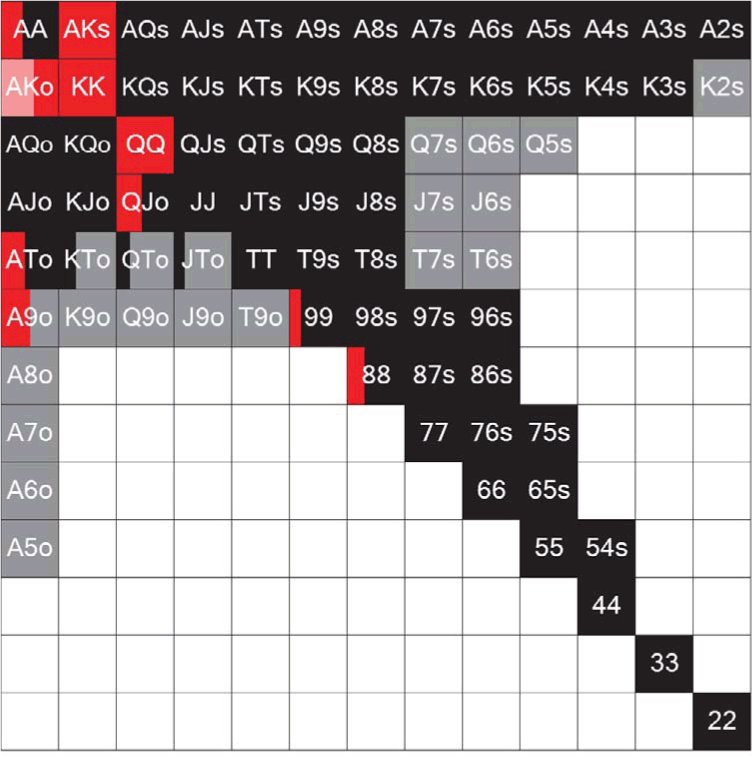 AA AKs AQs AJs ATs A9s A8s A7s A6s A5s A4s A3s A2s
AKo KK KQs KJs KTs K9s K8s K7s K6s K5s K4s K3s K2s
AQo KQo QQ QJs QTs Q9s Q8s Q7s Q6s Q5s
AJo KJo QJo JJ JTs J9s J8s J7s J6s
ATo KTo QTo JTo TT T9s T8s T7s T6s
A9o K9o Q9o J9o T9o 99 98s 97s 96s
A8o 88 87s 86s
A7o 77 76s 75s
A6o 66 65s
A5o 55 54s
44
33
22